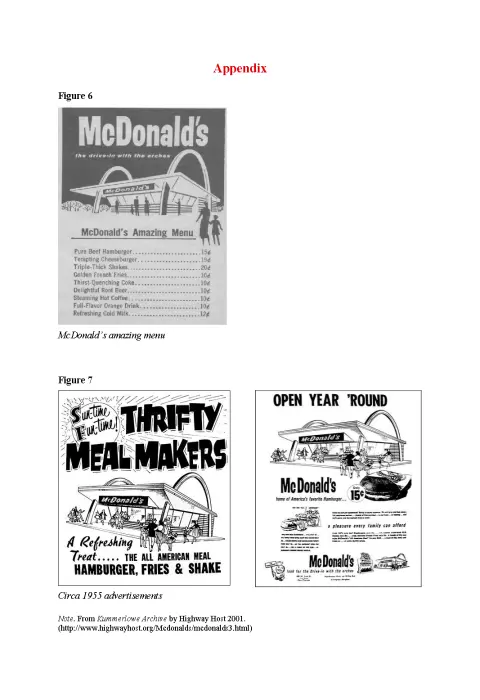 Appendix
Figure 6
McDonald's
the drive-in with the arches
McDonald's
McDonald's Amazing Menu
Pure Beef Hamburger 15¢
Tempting Cheeseburger 19¢
Triple-Thick Shakes 20¢
Golden French Fries 10¢
Thirst-Quenching Coke 10¢
Delightful Root Beer 10¢
Steaming Hot Coffee 10¢
Full-Flavor Orange Drink 10¢
Refreshing Cold Milk 12¢
McDonald's amazing menu
Figure 7
Sun-time
Fun-time!
THRIFTY
MEAL MAKERS
McDonald's
A Refreshing
Treat..... THE ALL AMERICAN MEAL
HAMBURGER, FRIES & SHAKE
OPEN YEAR 'ROUND
McDonald's
McDonald's
home of America's favorite Hamburger...
15¢
a pleasure every family can afford
McDonald's
look for the Drive-in with the arches
Circa 1955 advertisements
Note. From Kummerlowe Archive by Highway Host 2001.
(http://www.highwayhost.org/Mcdonalds/mcdonalds3.html)